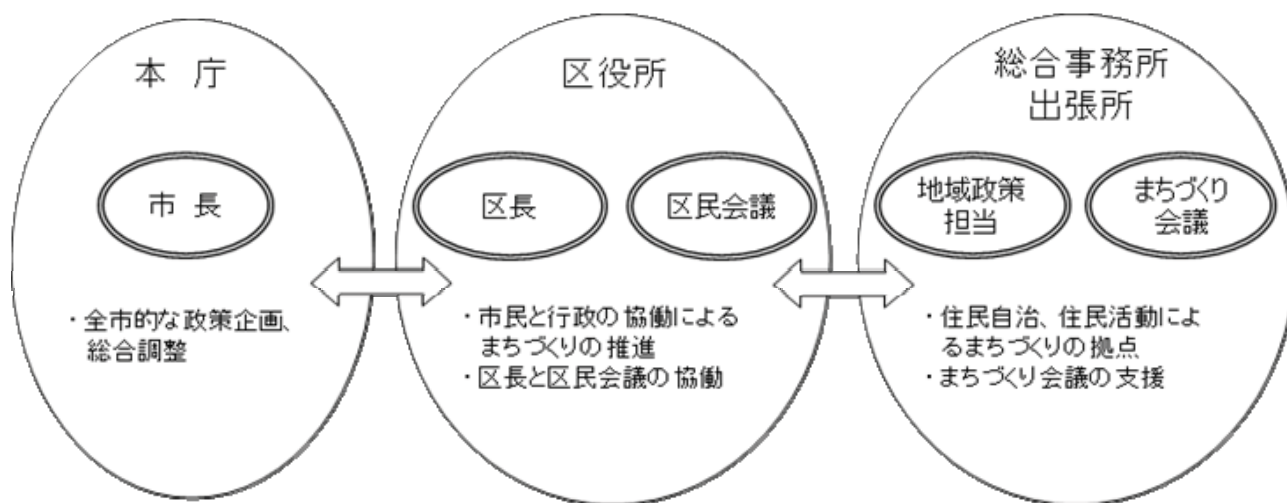 本 庁
市 長
・全市的な政策企画、
総合調整
区役所
区長
区民会議
・市民と行政の協働による
まちづくりの推進
・区長と区民会議の協働
総合事務所
出張所
地域政策
担当
まちづくり
会議
・住民自治、住民活動によ
るまちづくりの拠点
・まちづくり会議の支援